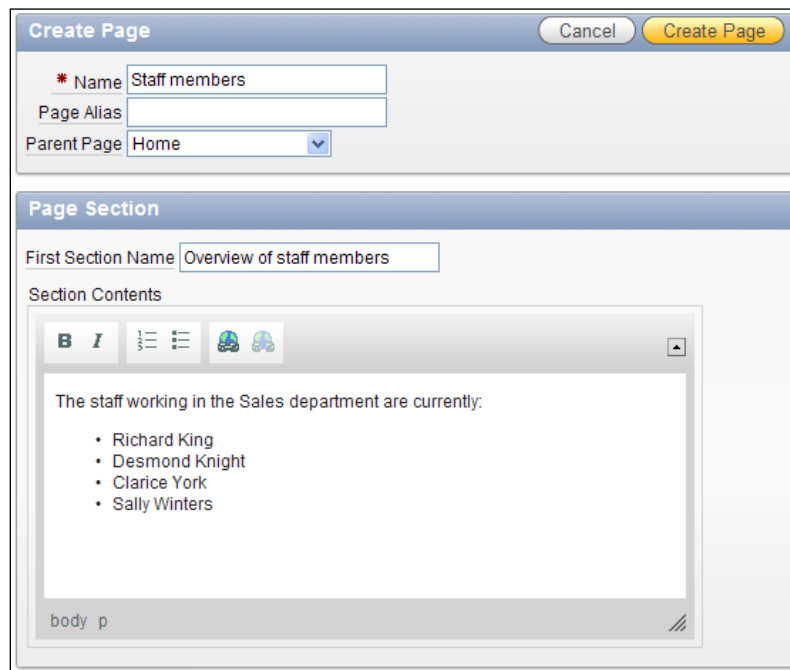 Create Page Cancel Create Page
* Name Staff members
Page Alias
Parent Page Home
Page Section
First Section Name Overview of staff members
Section Contents
B I
The staff working in the Sales department are currently:
• Richard King
• Desmond Knight
• Clarice York
• Sally Winters
body p